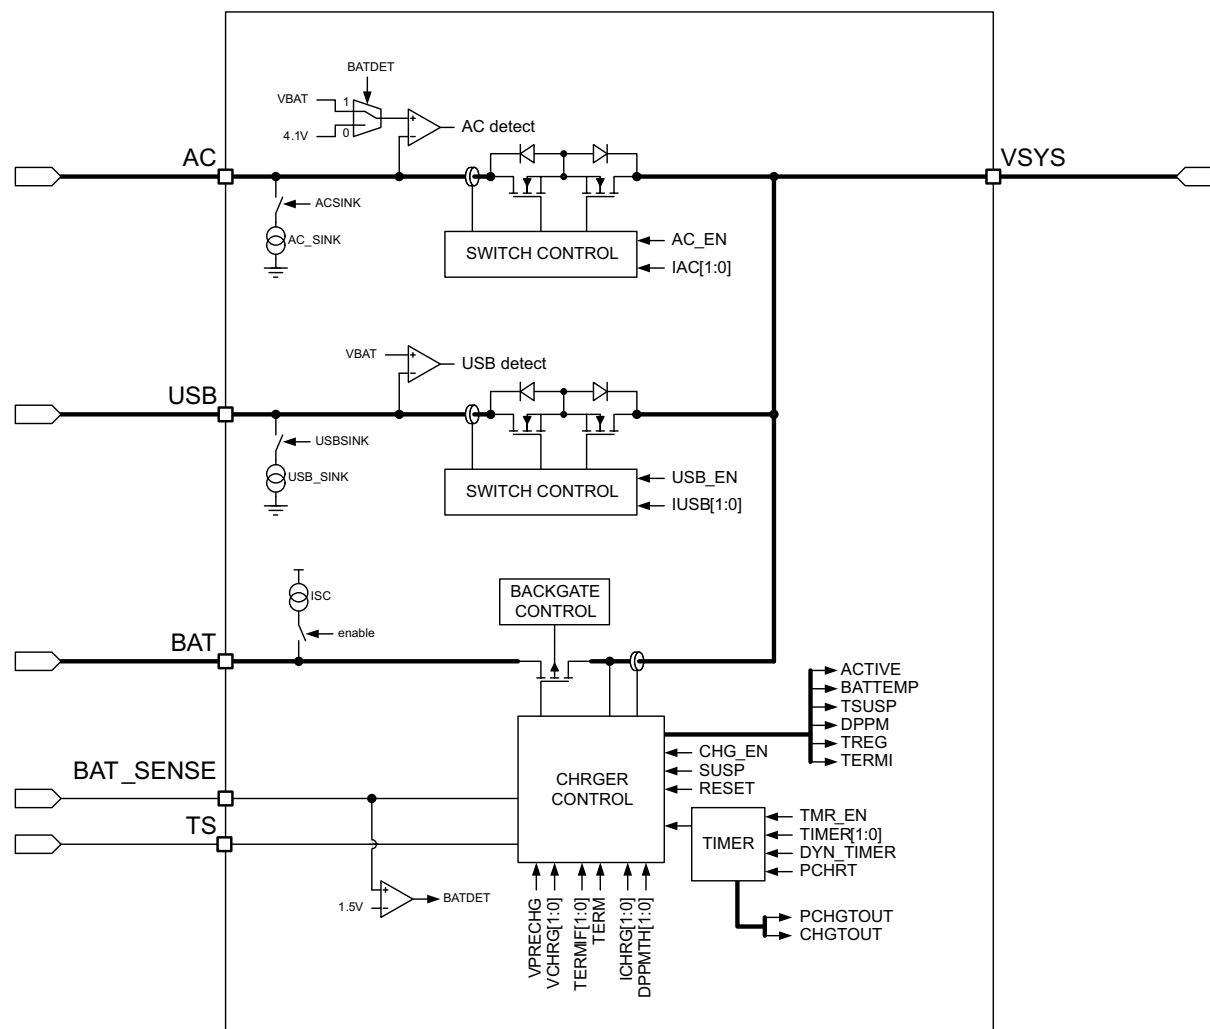 BATDET
VBAT
1
4.1V
0
+
−
AC detect
AC
VSYS
ACSINK
AC_SINK
SWITCH CONTROL
AC_EN
IAC[1:0]
VBAT
+
−
USB detect
USB
USBSINK
USB_SINK
SWITCH CONTROL
USB_EN
IUSB[1:0]
ISC
enable
BACKGATE
CONTROL
BAT
ACTIVE
BATTEMP
TSUSP
DPPM
TREG
TERMI
CHG_EN
SUSP
RESET
BAT_SENSE
CHRGER
CONTROL
TS
TIMER
TMR_EN
TIMER[1:0]
DYN_TIMER
PCHRT
+
1.5V
−
BATDET
VPRECHG
VCHRG[1:0]
TERMIF[1:0]
TERM
ICHRG[1:0]
DPPMTH[1:0]
PCHGTOUT
CHGTOUT